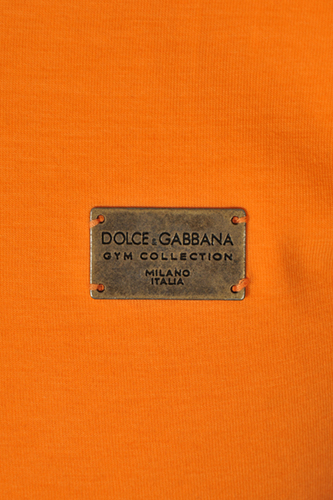 DOLCE & GABBANA
GYM COLLECTION
MILANO
ITALIA